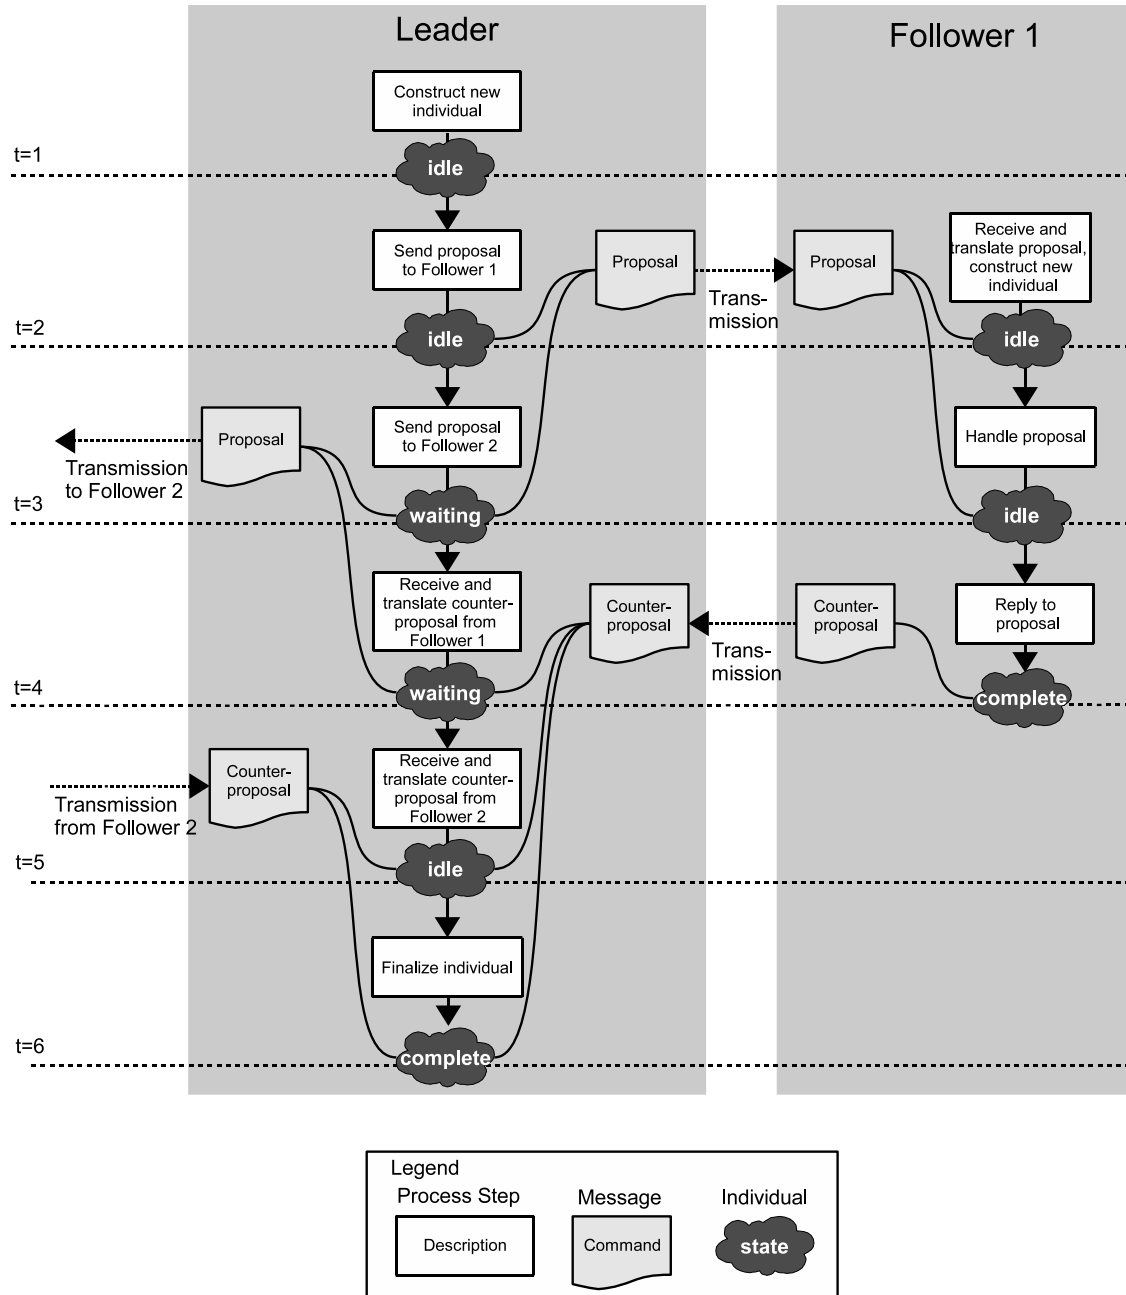 Leader
Follower 1
Construct new
individual
t=1
idle
Send proposal
to Follower 1
Proposal
Trans-
mission
Proposal
Receive and
translate proposal,
construct new
individual
t=2
idle
idle
Proposal
Transmission
to Follower 2
Send proposal
to Follower 2
Handle proposal
t=3
waiting
idle
Receive and
translate counter-
proposal from
Follower 1
Counter-
proposal
Trans-
mission
Counter-
proposal
Reply to
proposal
t=4
waiting
complete
Counter-
proposal
Transmission
from Follower 2
Receive and
translate counter-
proposal from
Follower 2
t=5
idle
Finalize individual
t=6
complete
Legend
Process Step
Message
Individual
Description
Command
state